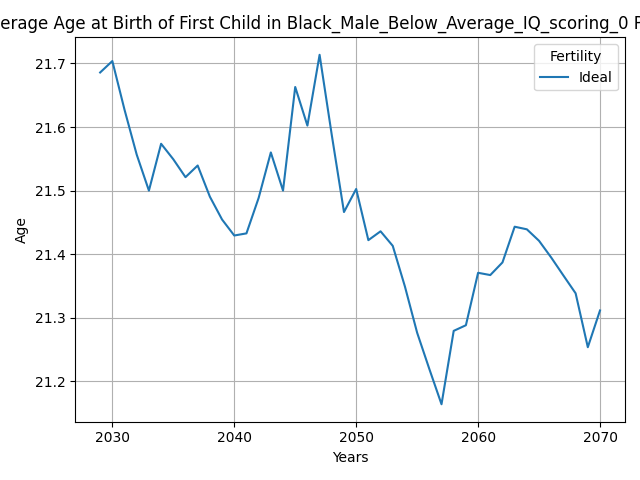 erage Age at Birth of First Child in Black_Male_Below_Average_IQ_scoring_0
Fertility
Ideal
21.7
21.6
21.5
21.4
21.3
21.2
Age
2030 2040 2050 2060 2070
Years